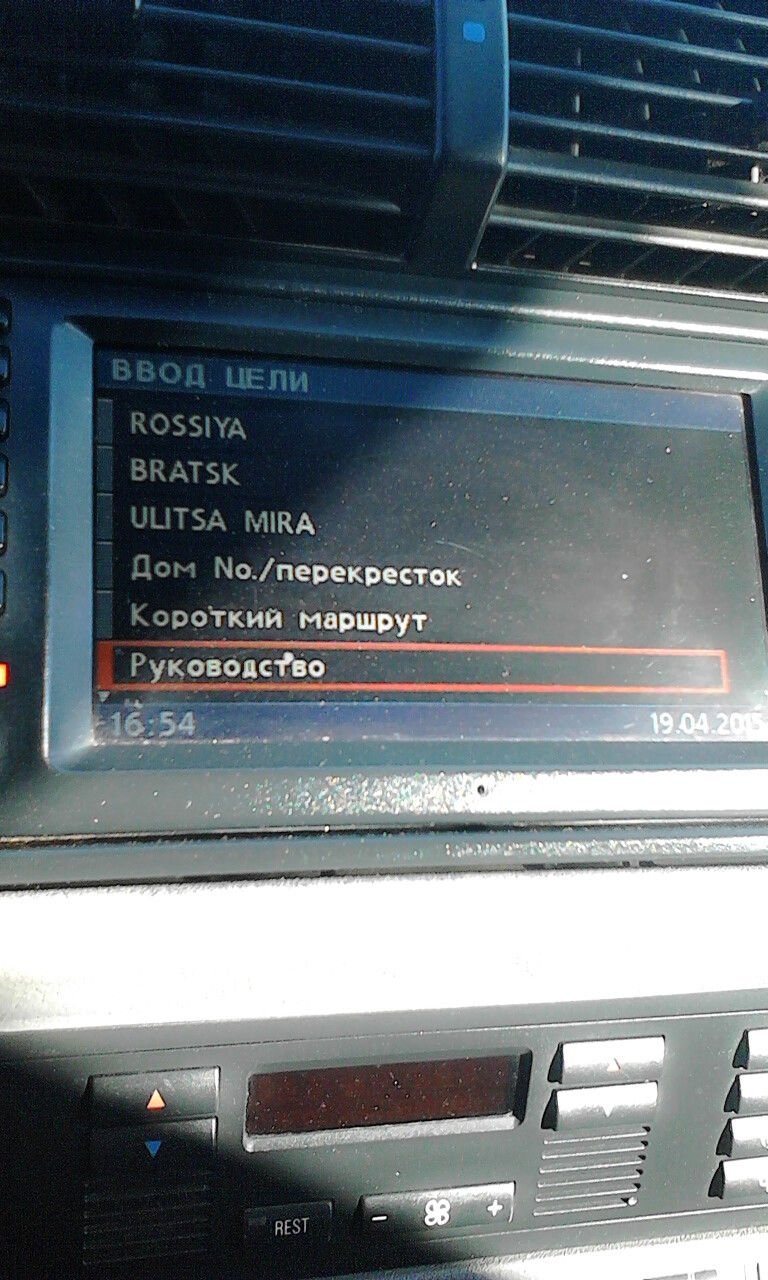 ВВОД ЦЕЛИ
ROSSIYA
BRATSK
ULITSA MIRA
Дом No./перекресток
Короткий маршрут
Руководство
16:54 19.04.2015
REST
- +